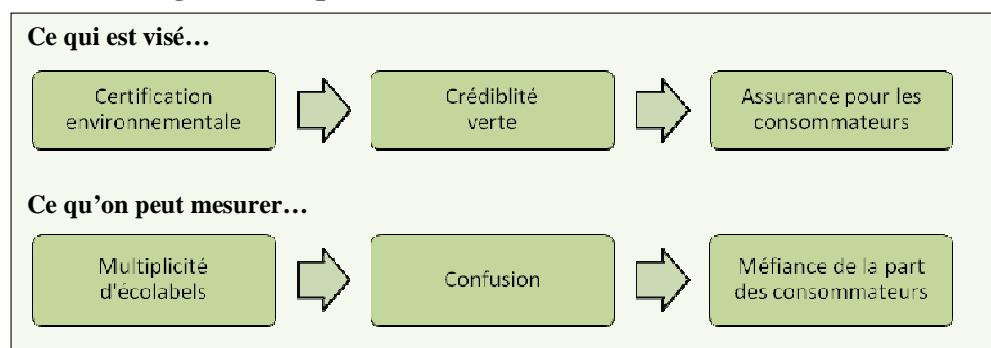 Ce qui est visé…
Certification
environnementale
Crédiblité
verte
Assurance pour les
consommateurs
Ce qu’on peut mesurer…
Multiplicité
d'écolabels
Confusion
Méfiance de la part
des consommateurs